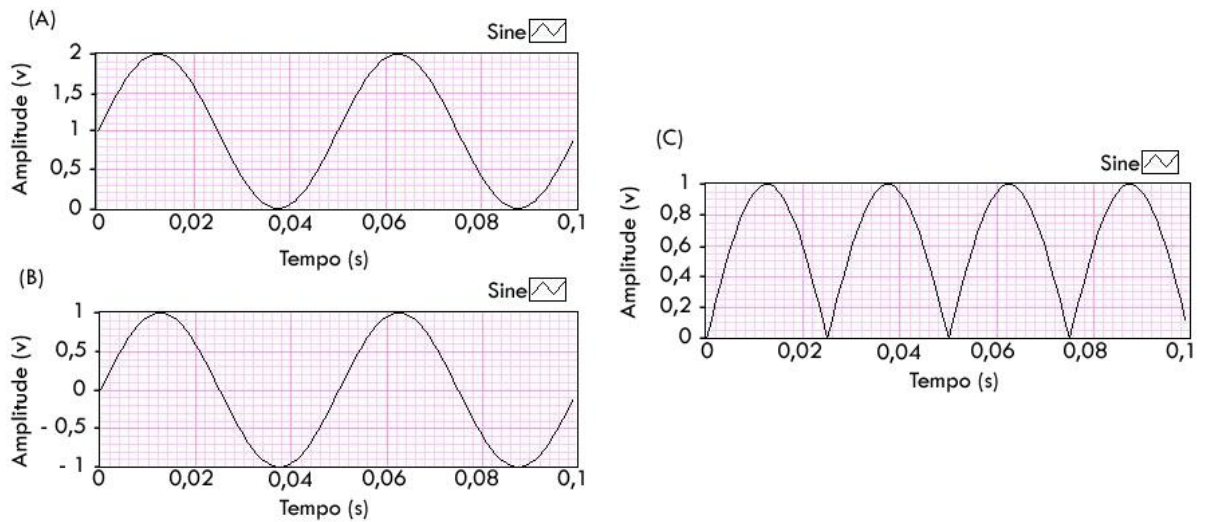 (A)
Sine
Amplitude (v)
2
1,5
1
0,5
0
0 0,02 0,04 0,06 0,08 0,1
Tempo (s)
(B)
Sine
Amplitude (v)
1
0,5
0
- 0,5
- 1
0 0,02 0,04 0,06 0,08 0,1
Tempo (s)
(C)
Sine
Amplitude (v)
1
0,8
0,6
0,4
0,2
0
0 0,02 0,04 0,06 0,08 0,1
Tempo (s)